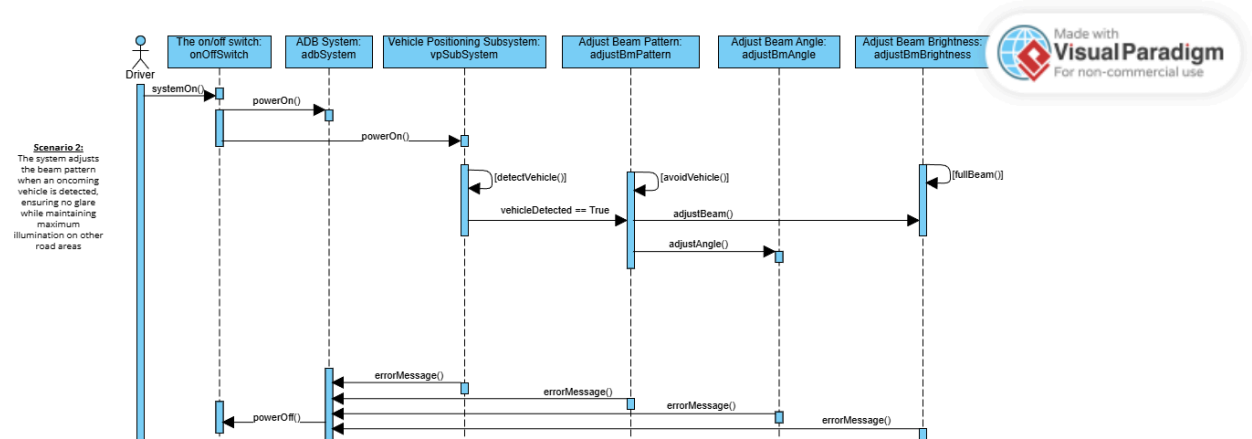 Made with
Visual Paradigm
For non-commercial use
The on/off switch:
onOffSwitch
ADB System:
adbSystem
Vehicle Positioning Subsystem:
vpSubSystem
Adjust Beam Pattern:
adjustBmPattern
Adjust Beam Angle:
adjustBmAngle
Adjust Beam Brightness:
adjustBmBrightness
Driver
systemOn()
powerOn()
powerOn()
Scenario 2:
The system adjusts
the beam pattern
when an oncoming
vehicle is detected,
ensuring no glare
while maintaining
maximum
illumination on other
road areas
[detectVehicle()]
[avoidVehicle()]
[fullBeam()]
vehicleDetected == True
adjustBeam()
adjustAngle()
errorMessage()
errorMessage()
errorMessage()
errorMessage()
powerOff()